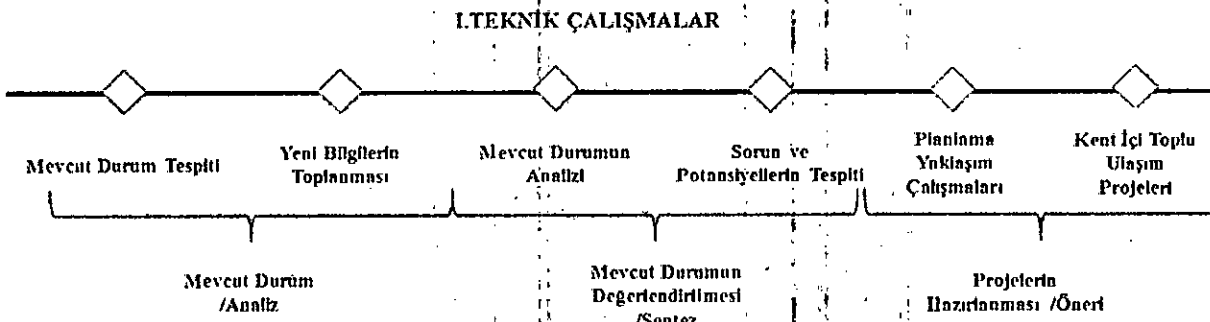 I.TEKNİK ÇALIŞMALAR
Mevcut Durum Tespiti
Yeni Bilgilerin
Toplanması
Mevcut Durumun
Analizi
Sorun ve
Potansiyellerin Tespiti
Planlama
Yaklaşım
Çalışmaları
Kent İçi Toplu
Ulaşım
Projeleri
Mevcut Durum
/Analiz
Mevcut Durumun
Değerlendirilmesi
/Sentez
Projelerin
Hazırlanması /Öneri